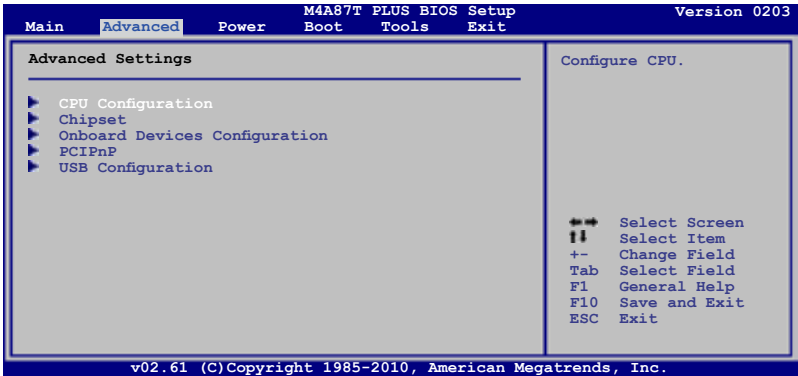 M4A87T PLUS BIOS Setup Version 0203
Main Advanced Power Boot Tools Exit
Advanced Settings
CPU Configuration
Chipset
Onboard Devices Configuration
PCIPnP
USB Configuration
Configure CPU.
Select Screen
Select Item
+- Change Field
Tab Select Field
F1 General Help
F10 Save and Exit
ESC Exit
v02.61 (C)Copyright 1985-2010, American Megatrends, Inc.